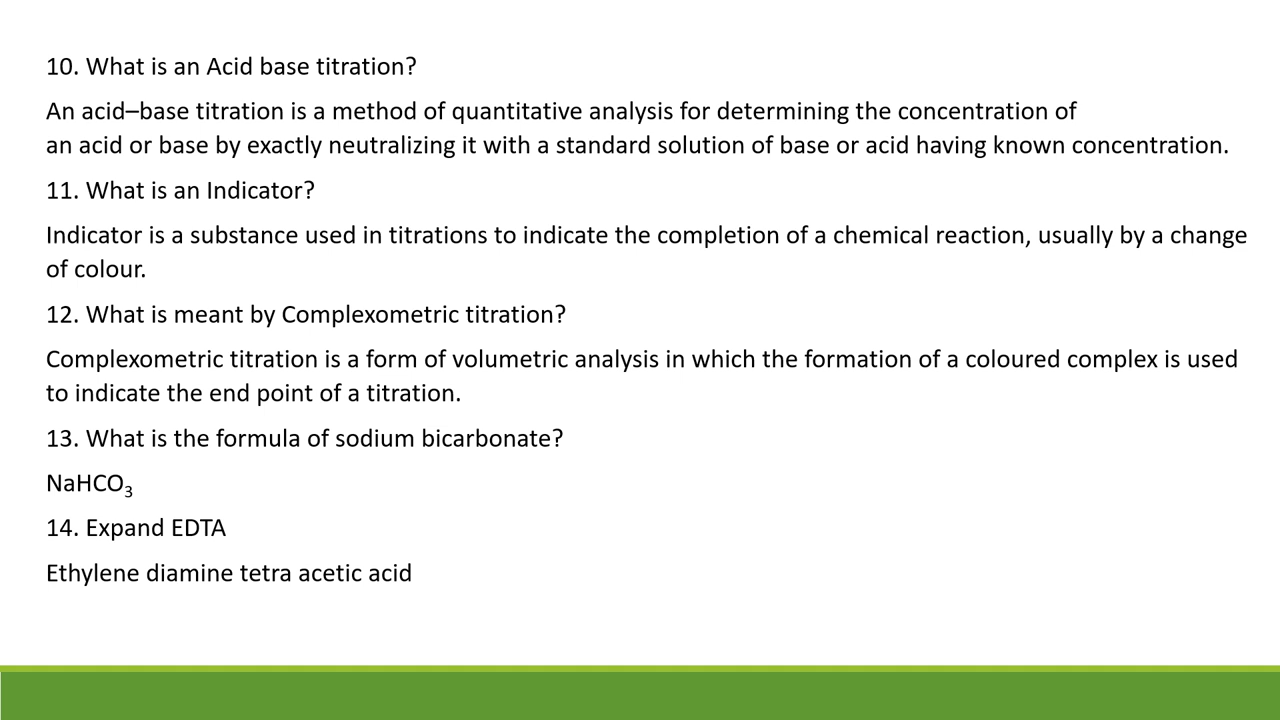 10. What is an Acid base titration?
An acid–base titration is a method of quantitative analysis for determining the concentration of
an acid or base by exactly neutralizing it with a standard solution of base or acid having known concentration.
11. What is an Indicator?
Indicator is a substance used in titrations to indicate the completion of a chemical reaction, usually by a change
of colour.
12. What is meant by Complexometric titration?
Complexometric titration is a form of volumetric analysis in which the formation of a coloured complex is used
to indicate the end point of a titration.
13. What is the formula of sodium bicarbonate?
NaHCO₃
14. Expand EDTA
Ethylene diamine tetra acetic acid